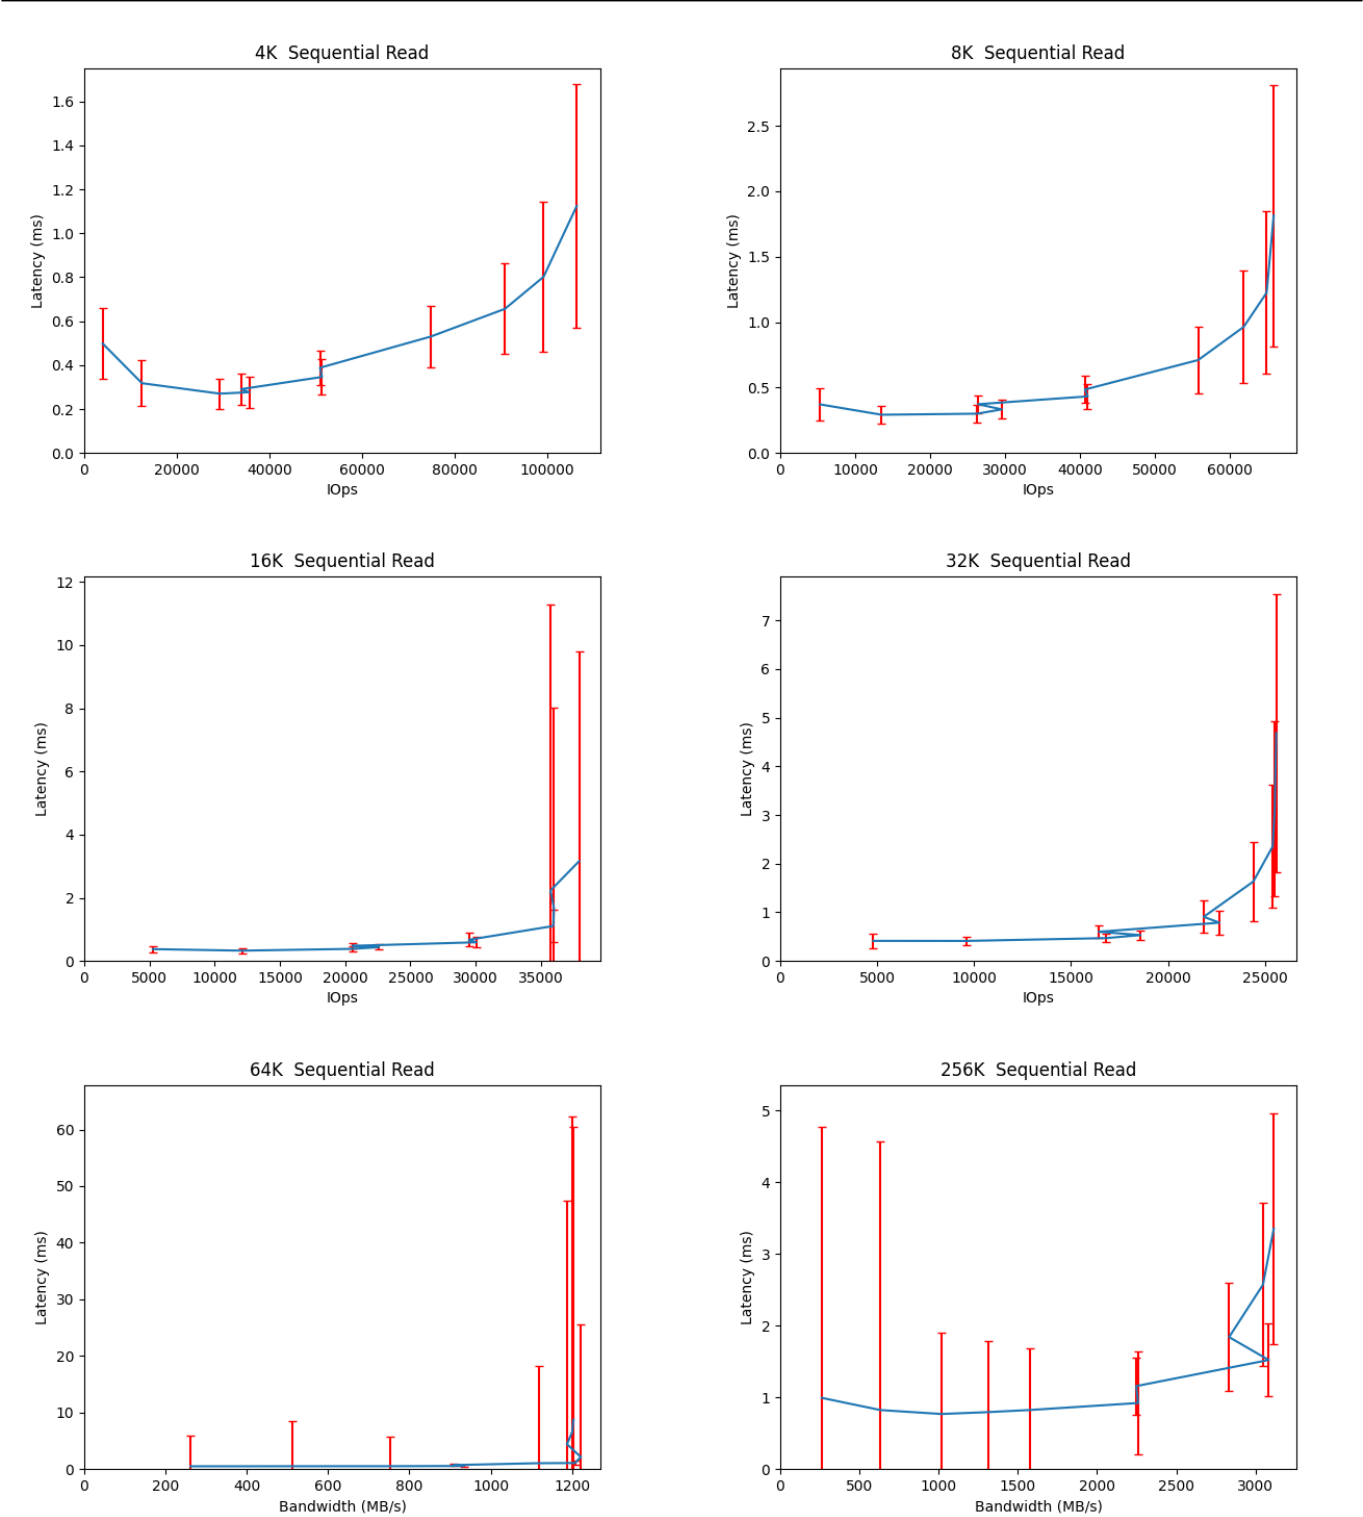 4K  Sequential Read
Latency (ms)
1.6
1.4
1.2
1.0
0.8
0.6
0.4
0.2
0.0
0 20000 40000 60000 80000 100000
IOps
8K  Sequential Read
Latency (ms)
2.5
2.0
1.5
1.0
0.5
0.0
0 10000 20000 30000 40000 50000 60000
IOps
16K  Sequential Read
Latency (ms)
12
10
8
6
4
2
0
0 5000 10000 15000 20000 25000 30000 35000
IOps
32K  Sequential Read
Latency (ms)
7
6
5
4
3
2
1
0
0 5000 10000 15000 20000 25000
IOps
64K  Sequential Read
Latency (ms)
60
50
40
30
20
10
0
0 200 400 600 800 1000 1200
Bandwidth (MB/s)
256K  Sequential Read
Latency (ms)
5
4
3
2
1
0
0 500 1000 1500 2000 2500 3000
Bandwidth (MB/s)